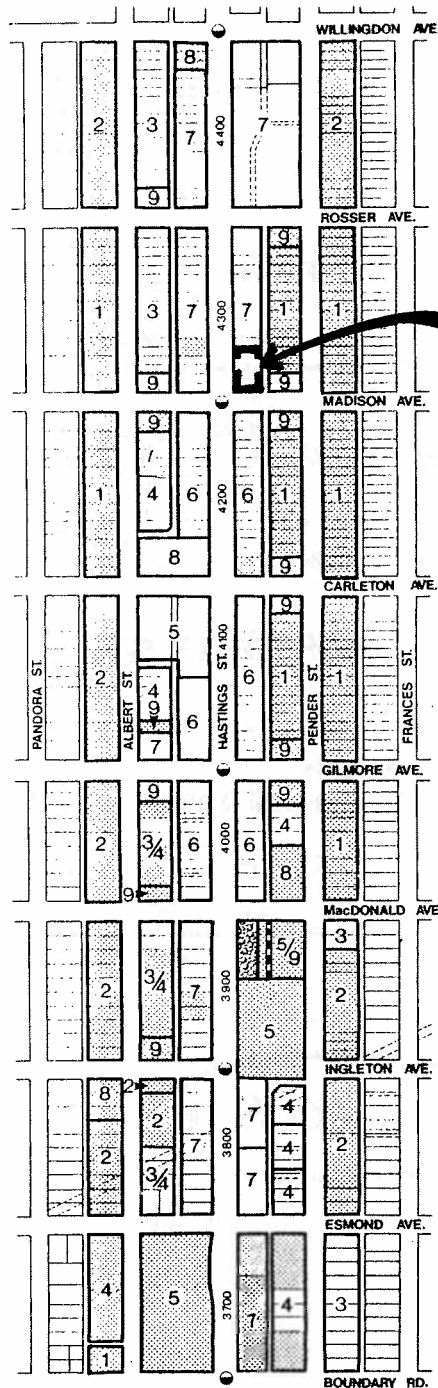 WILLINGDON AVE
8
2 3 7 4400 7 2
9
ROSSER AVE.
9
1 3 7 4300 7 1 1
9 9
MADISON AVE.
9 9
1 4 6 4200 6 1 1
8 9
CARLETON AVE.
5 9
PANDORA ST.
2
ALBERT ST.
4 6
9
7
HASTINGS ST. 4100
6 1
PENDER ST.
1
FRANCES ST.
9
GILMORE AVE.
9 9
2 3/4 6 4000 6 4 1
9 8
MacDONALD AVE
5/9 3
2 3/4 7 3900 5 2
9
INGLETON AVE.
8 2
2 2 7 3800 7 4 2
3/4 7 4
4
ESMOND AVE.
4 5 3700 7 4 3
1
BOUNDARY RD.